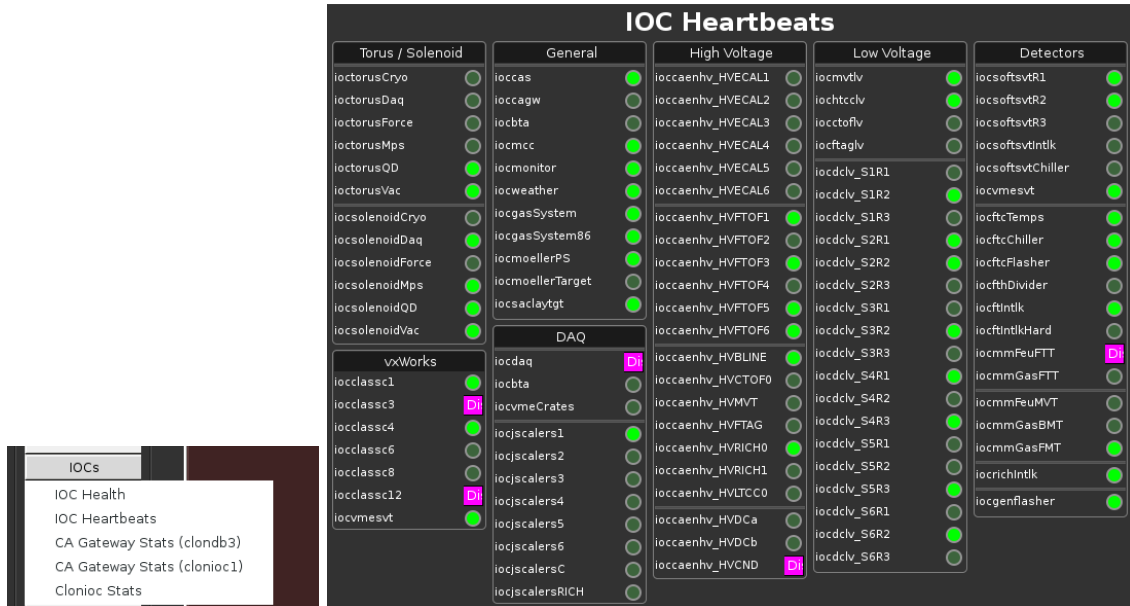 IOCs
IOC Health
IOC Heartbeats
CA Gateway Stats (clondb3)
CA Gateway Stats (clonioc1)
Clonioc Stats
IOC Heartbeats
Torus / Solenoid
ioctorusCryo
ioctorusDaq
ioctorusForce
ioctorusMps
ioctorusQD
ioctorusVac
iocsolenoidCryo
iocsolenoidDaq
iocsolenoidForce
iocsolenoidMps
iocsolenoidQD
iocsolenoidVac
vxWorks
iocclassc1
iocclassc3 Di
iocclassc4
iocclassc6
iocclassc8
iocclassc12 Di
iocvmesvt
General
ioccas
ioccagw
iocbta
iocmcc
iocmonitor
iocweather
iocgasSystem
iocgasSystem86
iocmoellerPS
iocmoellerTarget
iocsaclaytgt
DAQ
iocdaq Di
iocbta
iocvmeCrates
iocjscalers1
iocjscalers2
iocjscalers3
iocjscalers4
iocjscalers5
iocjscalers6
iocjscalersC
iocjscalersRICH
High Voltage
ioccaenhv_HVECAL1
ioccaenhv_HVECAL2
ioccaenhv_HVECAL3
ioccaenhv_HVECAL4
ioccaenhv_HVECAL5
ioccaenhv_HVECAL6
ioccaenhv_HVFTOF1
ioccaenhv_HVFTOF2
ioccaenhv_HVFTOF3
ioccaenhv_HVFTOF4
ioccaenhv_HVFTOF5
ioccaenhv_HVFTOF6
ioccaenhv_HVBLINE
ioccaenhv_HVCTOF0
ioccaenhv_HVMVT
ioccaenhv_HVFTAG
ioccaenhv_HVRICH0
ioccaenhv_HVRICH1
ioccaenhv_HVLTCC0
ioccaenhv_HVDCa
ioccaenhv_HVDCb
ioccaenhv_HVCND Di
Low Voltage
iocmvtlv
iochtcclv
iocctoflv
iocftaglv
iocdclv_S1R1
iocdclv_S1R2
iocdclv_S1R3
iocdclv_S2R1
iocdclv_S2R2
iocdclv_S2R3
iocdclv_S3R1
iocdclv_S3R2
iocdclv_S3R3
iocdclv_S4R1
iocdclv_S4R2
iocdclv_S4R3
iocdclv_S5R1
iocdclv_S5R2
iocdclv_S5R3
iocdclv_S6R1
iocdclv_S6R2
iocdclv_S6R3
Detectors
iocsoftsvtR1
iocsoftsvtR2
iocsoftsvtR3
iocsoftsvtIntlk
iocsoftsvtChiller
iocvmesvt
iocftcTemps
iocftcChiller
iocftcFlasher
iocfthDivider
iocftIntlk
iocftIntlkHard
iocmmFeuFTT Di
iocmmGasFTT
iocmmFeuMVT
iocmmGasBMT
iocmmGasFMT
iocrichIntlk
iocgenflasher